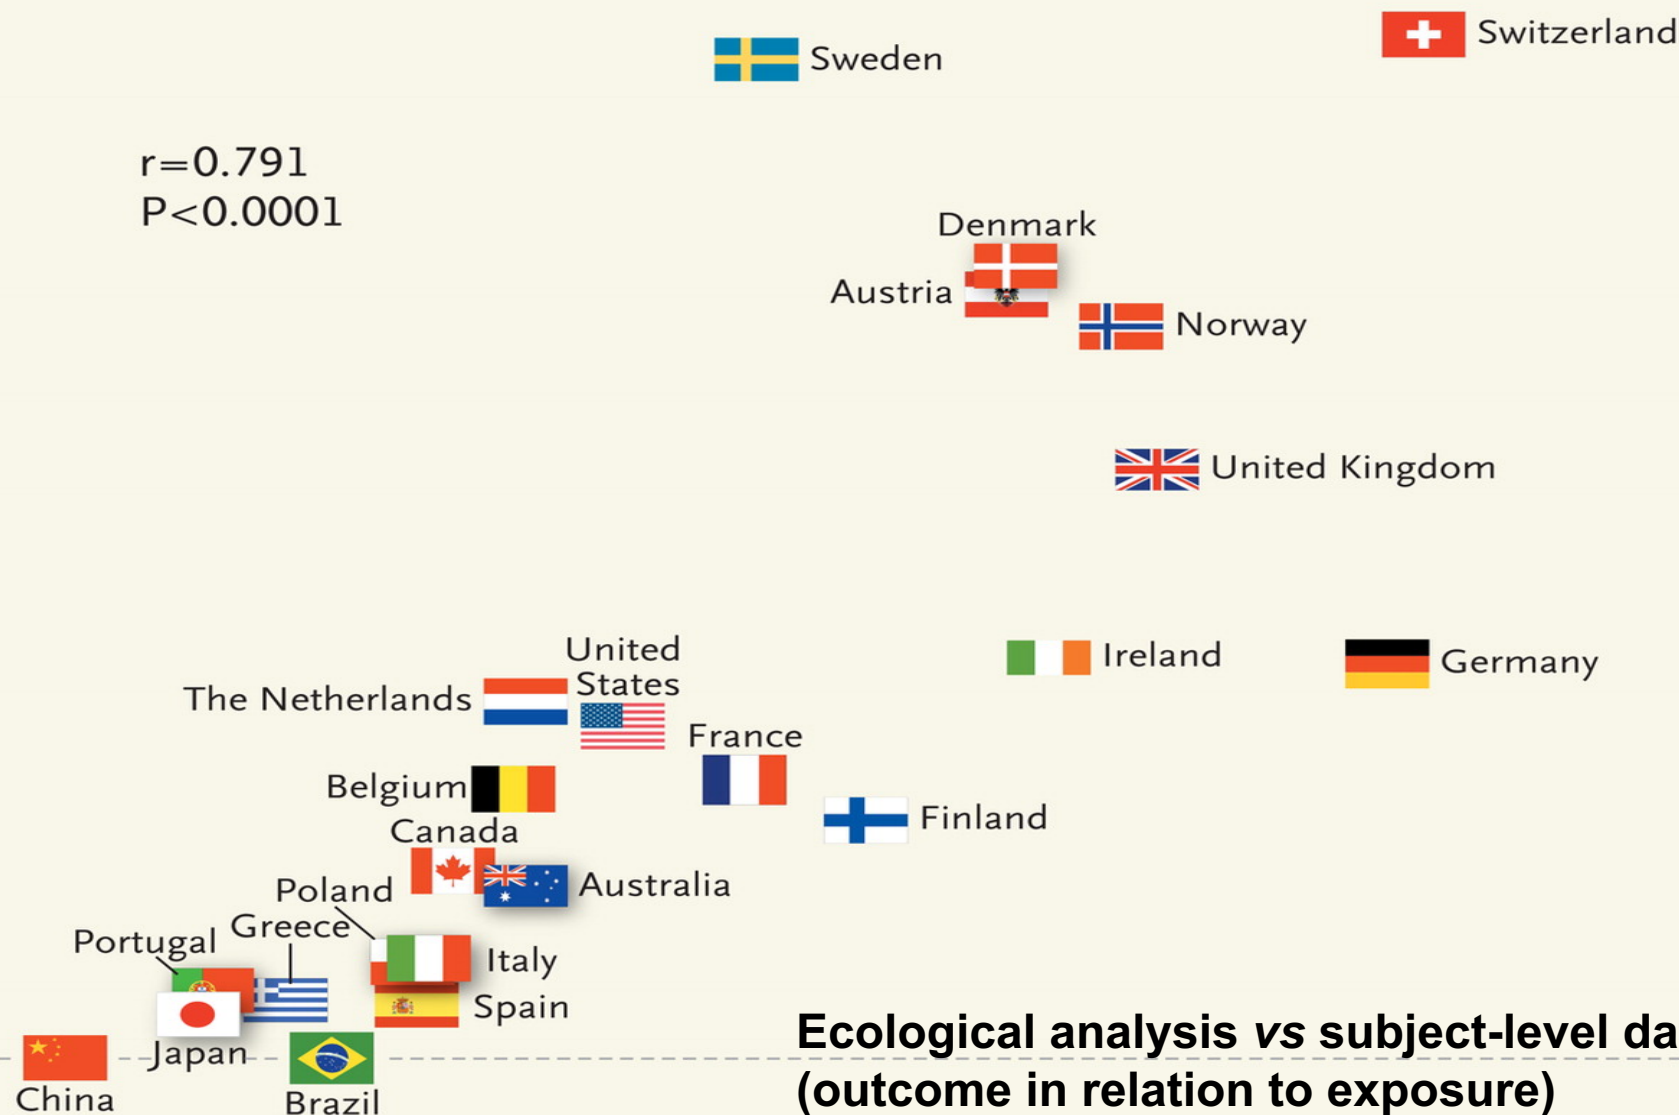 Switzerland
Sweden
r=0.791
P<0.0001
Denmark
Austria
Norway
United Kingdom
United
States
Ireland
Germany
The Netherlands
France
Belgium
Finland
Canada
Australia
Poland
Greece
Portugal
Italy
Spain
Japan
China
Brazil
Ecological analysis vs subject-level da
(outcome in relation to exposure)